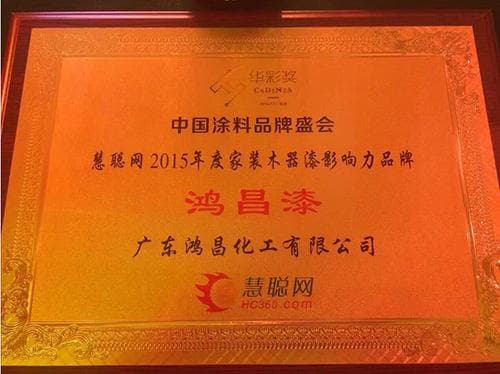 华彩奖
CADENZA
中国涂料品牌盛会
慧聪网2015年度家装木器漆影响力品牌
鸿昌漆
广东鸿昌化工有限公司
慧聪网
HC360.com